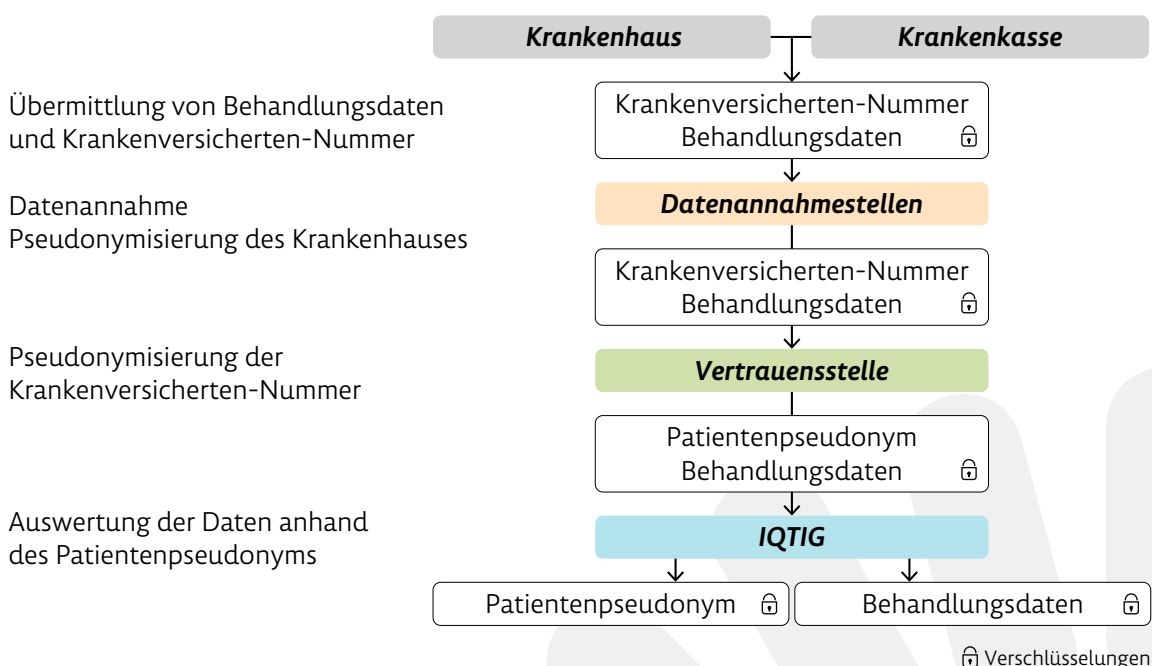 Krankenhaus
Krankenkasse
Übermittlung von Behandlungsdaten
und Krankenversicherten-Nummer
Krankenversicherten-Nummer
Behandlungsdaten
Datenannahme
Pseudonymisierung des Krankenhauses
Datenannahmestellen
Krankenversicherten-Nummer
Behandlungsdaten
Pseudonymisierung der
Krankenversicherten-Nummer
Vertrauensstelle
Patientenpseudonym
Behandlungsdaten
Auswertung der Daten anhand
des Patientenpseudonyms
IQTIG
Patientenpseudonym
Behandlungsdaten
Verschlüsselungen